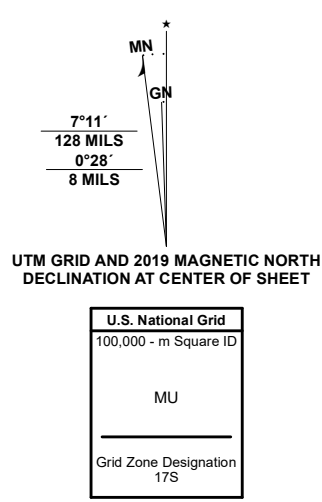 MN
GN
7°11´
128 MILS
0°28´
8 MILS
UTM GRID AND 2019 MAGNETIC NORTH
DECLINATION AT CENTER OF SHEET
U.S. National Grid
100,000 - m Square ID
MU
Grid Zone Designation
17S